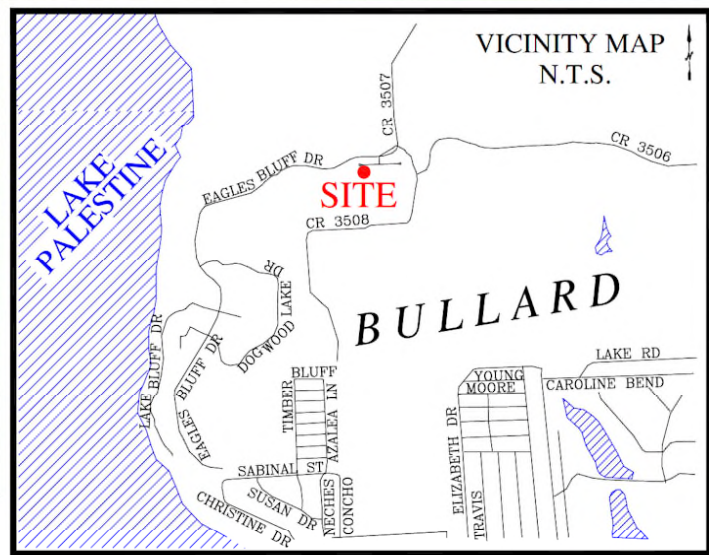 VICINITY MAP
N.T.S.
CR 3507
CR 3506
LAKE
PALESTINE
EAGLES BLUFF DR
SITE
CR 3508
DOGWOOD LAKE DR
BULLARD
LAKE BLUFF DR
EAGLES BLUFF DR
LAKE RD
BLUFF
YOUNG
MOORE
CAROLINE BEND
TIMBER
AZALEA LN
ELIZABETH DR
SABINAL ST
SUSAN DR
CHRISTINE DR
NECHES
CONCHO
TRAVIS